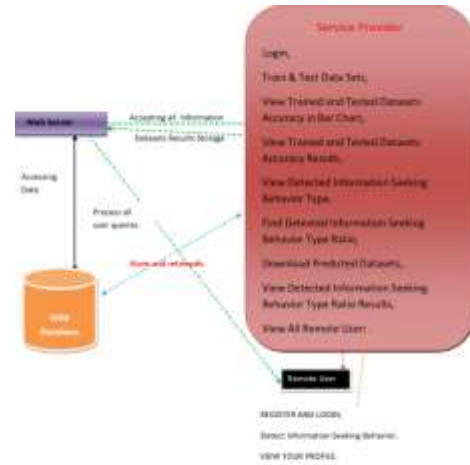 Service Provider
Login,
Train & Test Data Sets,
View Trained and Tested Datasets
Accuracy in Bar Chart,
View Trained and Tested Datasets
Accuracy Results,
View Detected Information Seeking
Behavior Type,
Find Detected Information Seeking
Behavior Type Ratio,
Download Predicted Datasets,
View Detected Information Seeking
Behavior Type Ratio Results,
View All Remote User.
Web Server
Accepting all Information
Datasets Results Storage
Accessing
Data
Process all
user queries
Store and retrievals
WEB
Database
Remote User
REGISTER AND LOGIN,
Detect Information Seeking Behavior,
VIEW YOUR PROFILE.